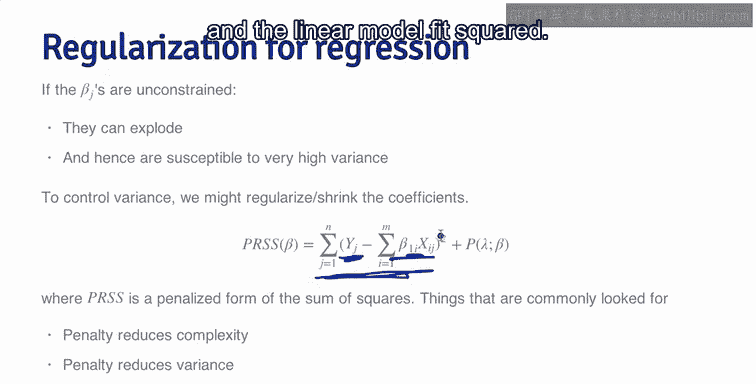 and the linear model fit squared.
Regularization for regression
If the βj's are unconstrained:
· They can explode
· And hence are susceptible to very high variance
To control variance, we might regularize/shrink the coefficients.
PRSS(β) = ∑_{j=1}^{n} (Y_j − ∑_{i=1}^{m} β_{1i}X_{ij})² + P(λ; β)
where PRSS is a penalized form of the sum of squares. Things that are commonly looked for
· Penalty reduces complexity
· Penalty reduces variance